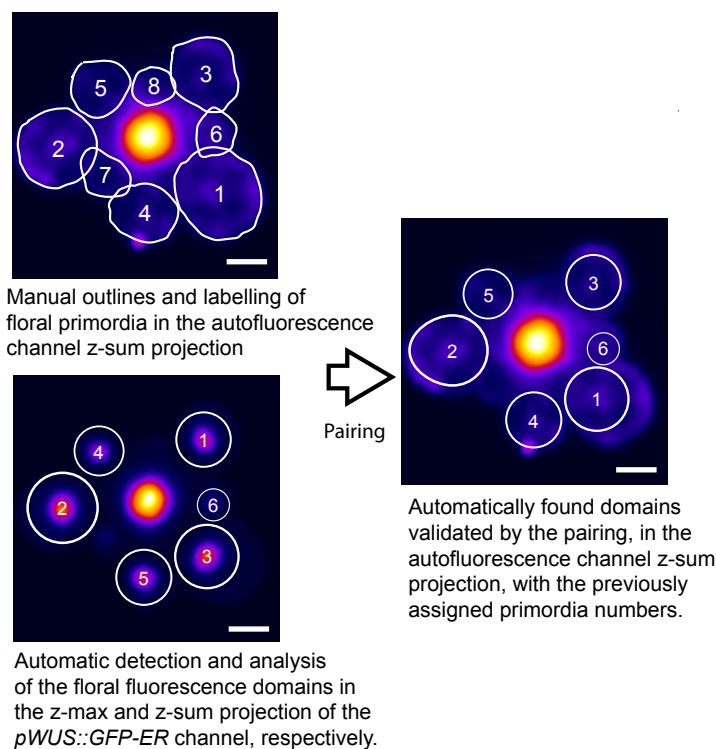 3
5
8
6
2
7
1
4
Manual outlines and labelling of
floral primordia in the autofluorescence
channel z-sum projection
1
4
2
6
3
5
Automatic detection and analysis
of the floral fluorescence domains in
the z-max and z-sum projection of the
pWUS::GFP-ER channel, respectively.
Pairing
3
5
6
2
1
4
Automatically found domains
validated by the pairing, in the
autofluorescence channel z-sum
projection, with the previously
assigned primordia numbers.